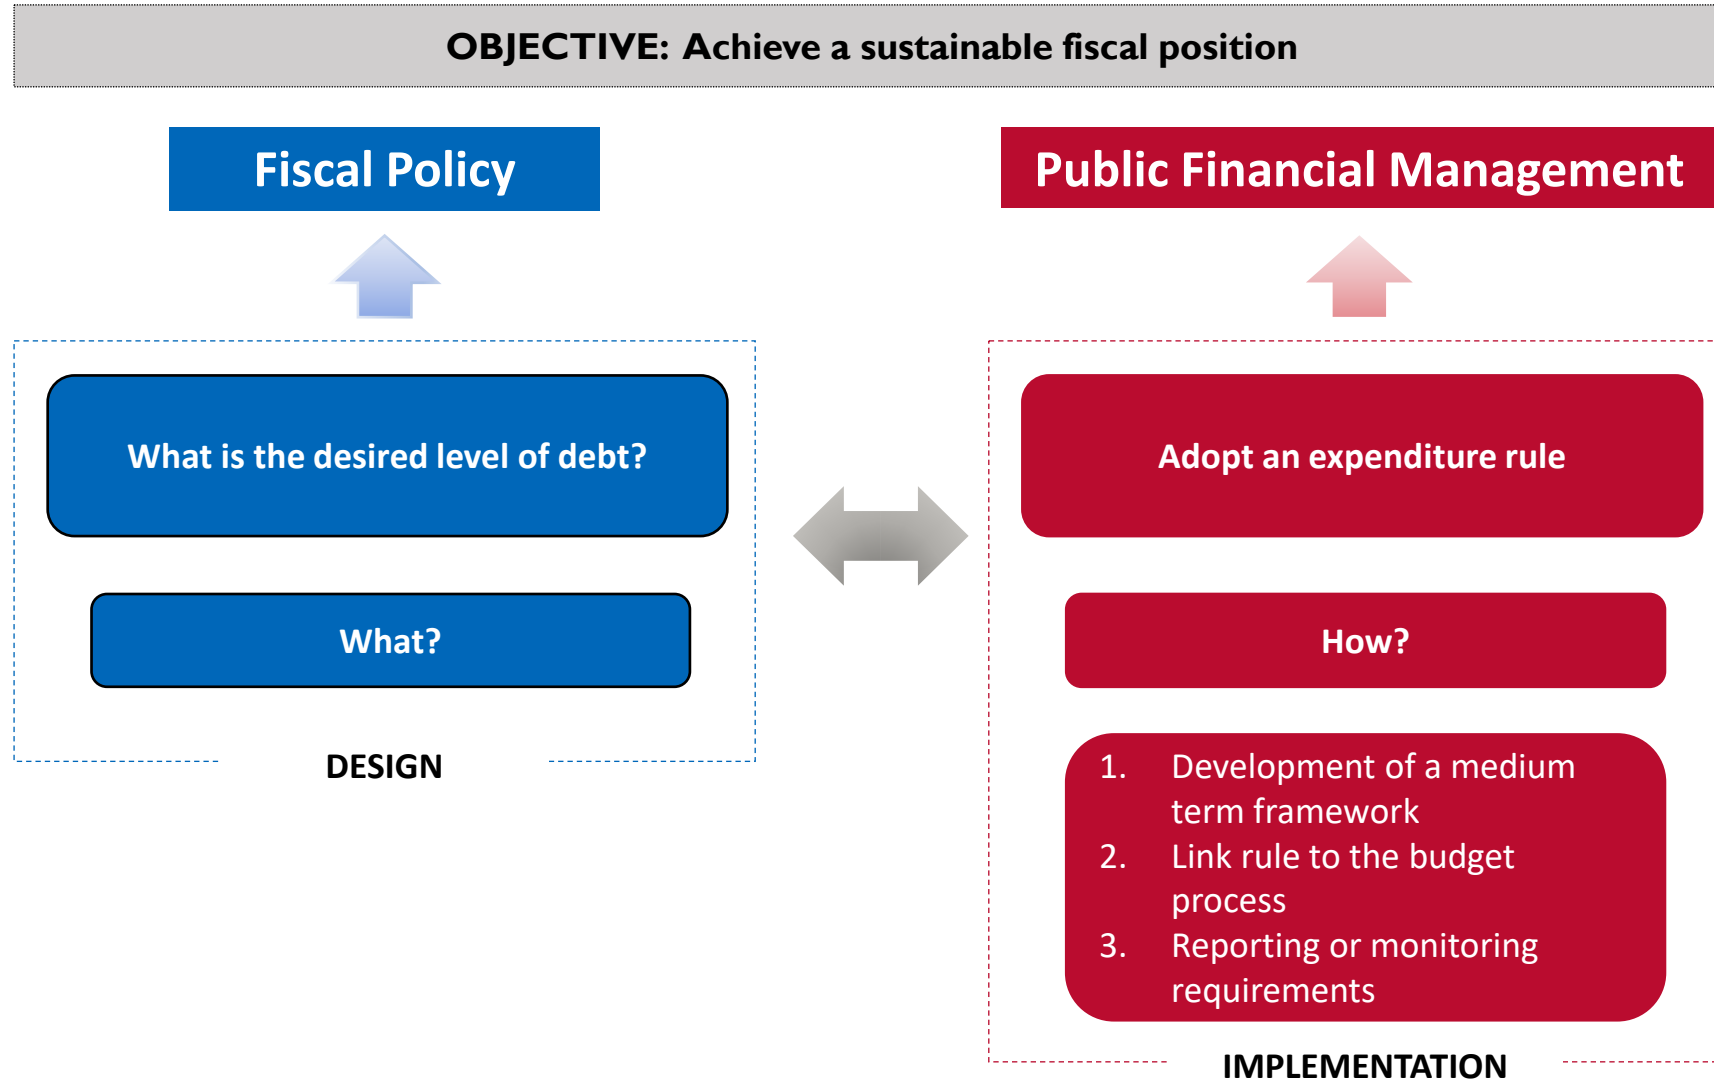 OBJECTIVE: Achieve a sustainable fiscal position
Fiscal Policy
What is the desired level of debt?
What?
DESIGN
Public Financial Management
Adopt an expenditure rule
How?
1. Development of a medium
term framework
2. Link rule to the budget
process
3. Reporting or monitoring
requirements
IMPLEMENTATION